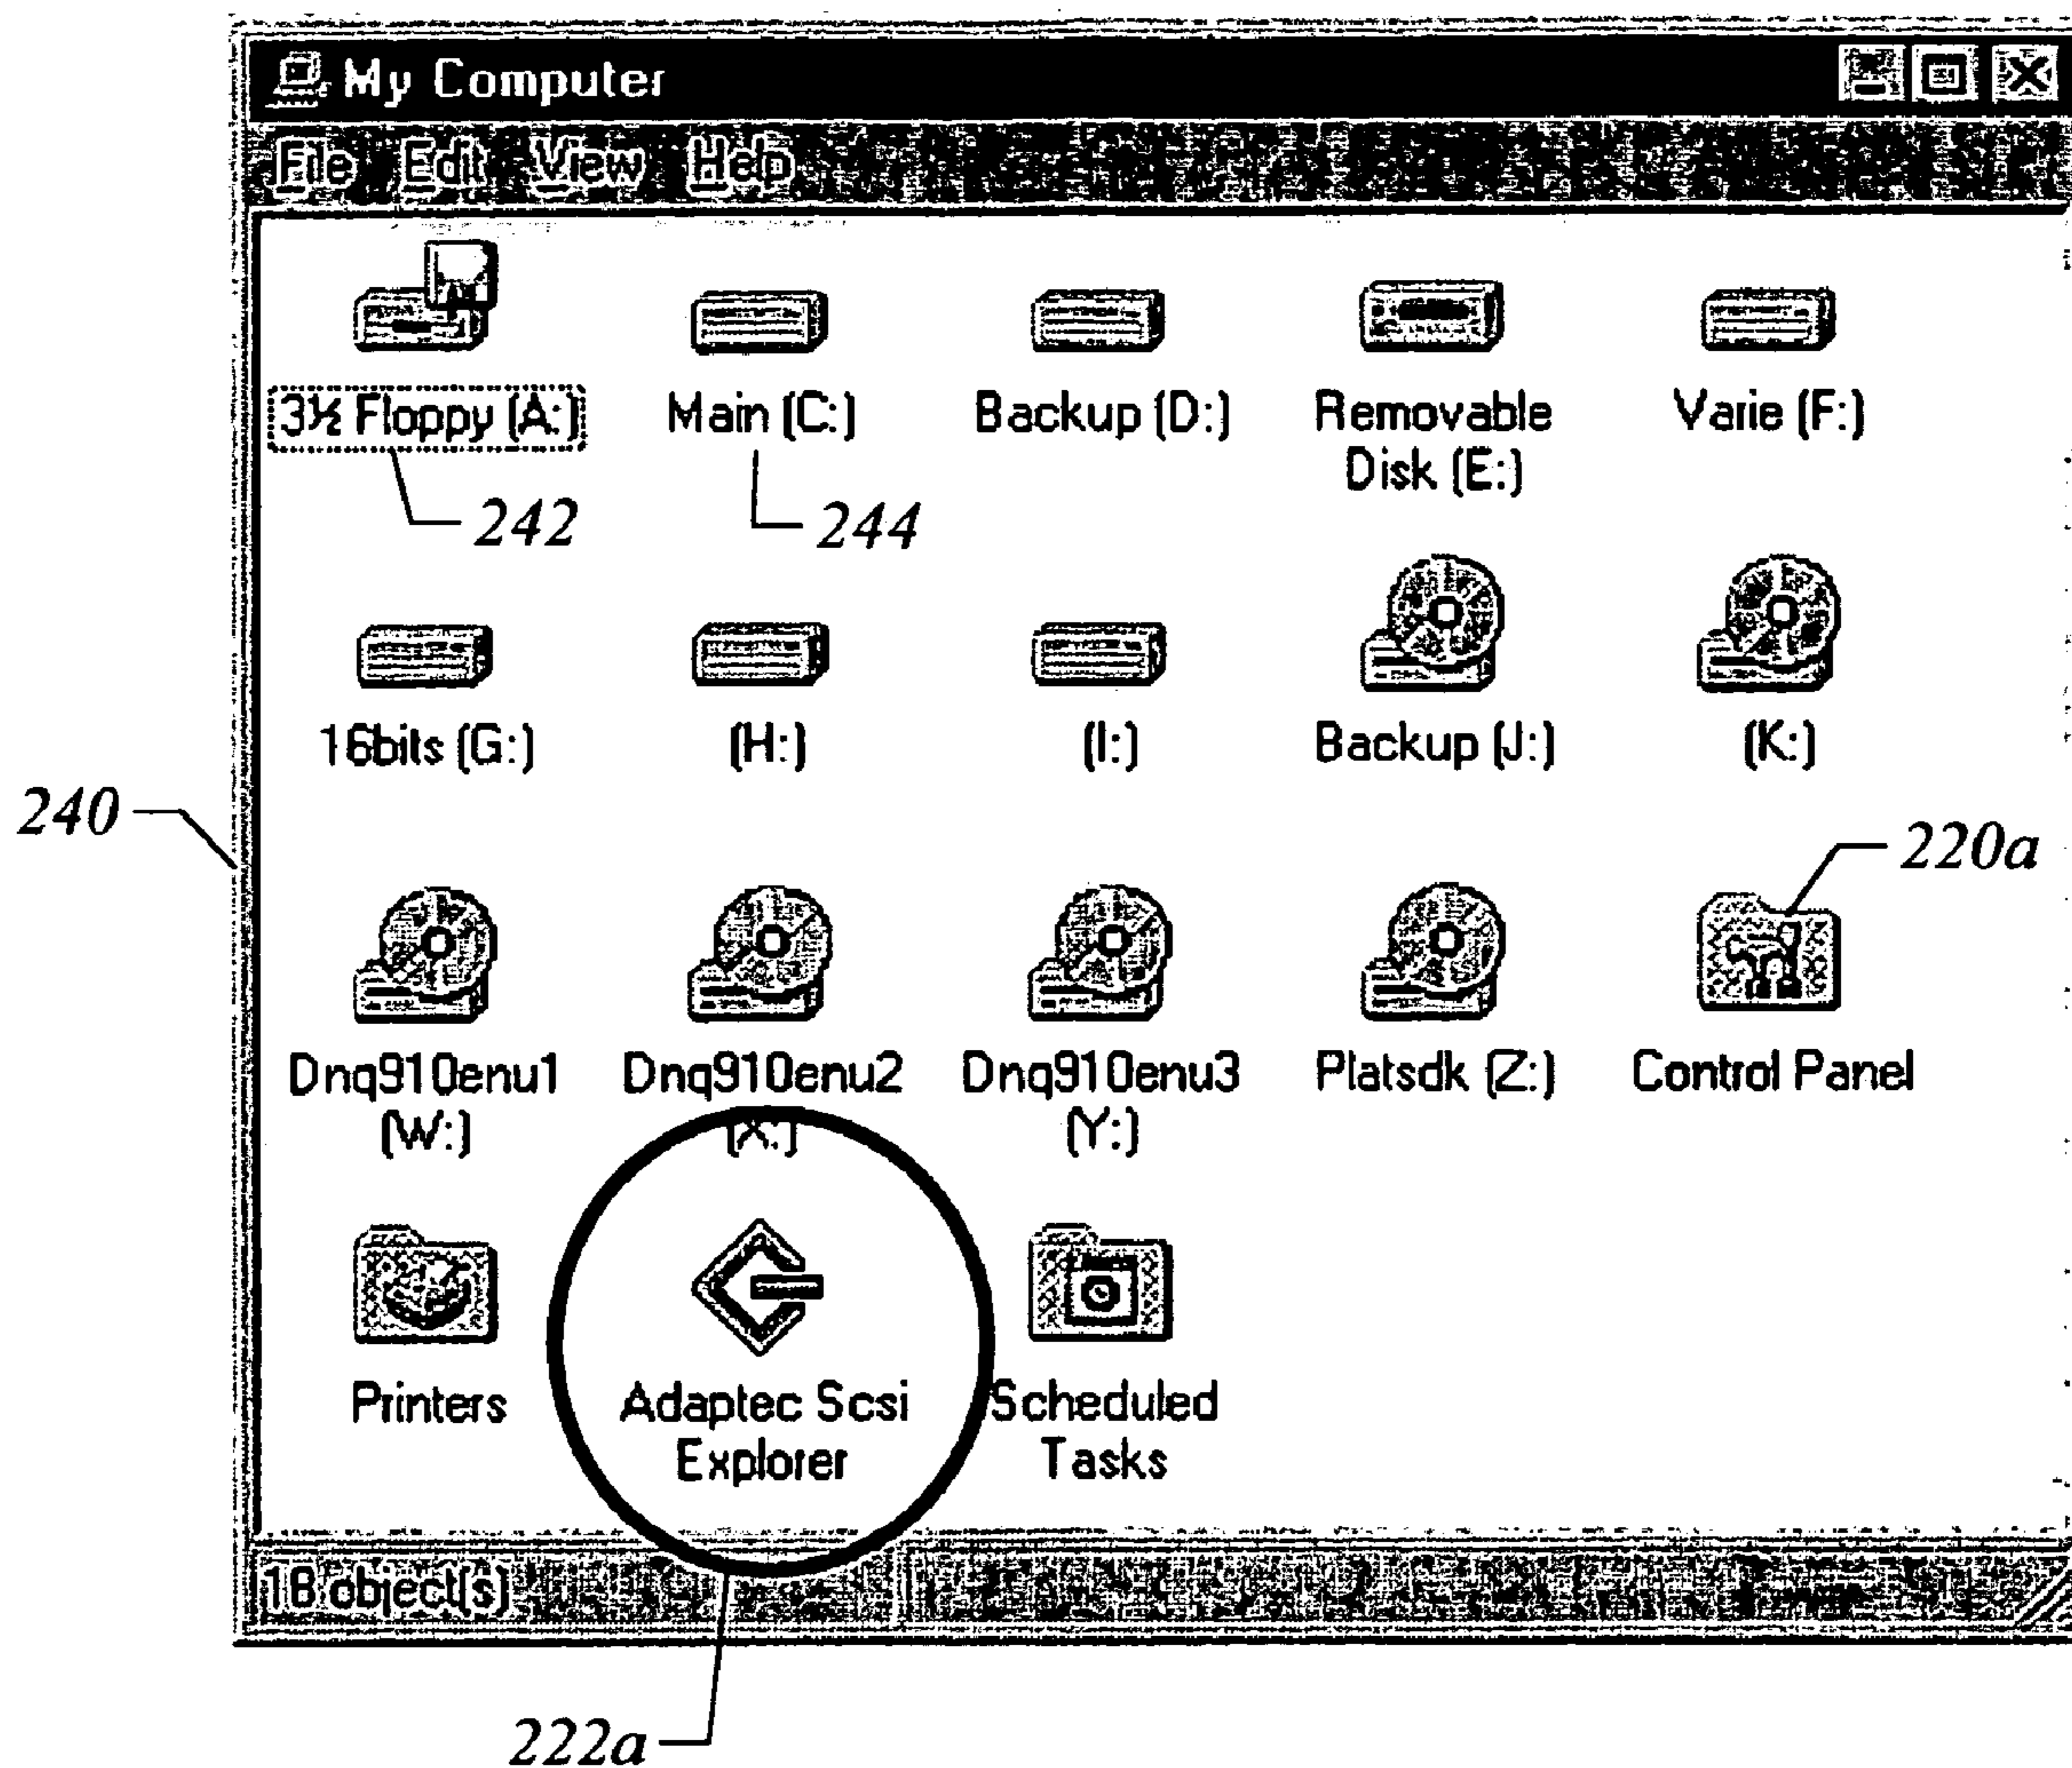 My Computer
File Edit View Help
3½ Floppy (A:)
Main (C:)
Backup (D:)
Removable
Disk (E:)
Varie (F:)
242
244
16bits (G:)
(H:)
(I:)
Backup (J:)
(K:)
240
220a
Dnq910enu1
(W:)
Dnq910enu2
(X:)
Dnq910enu3
(Y:)
Platsdk (Z:)
Control Panel
Printers
Adaptec Scsi
Explorer
Scheduled
Tasks
18 object(s)
222a